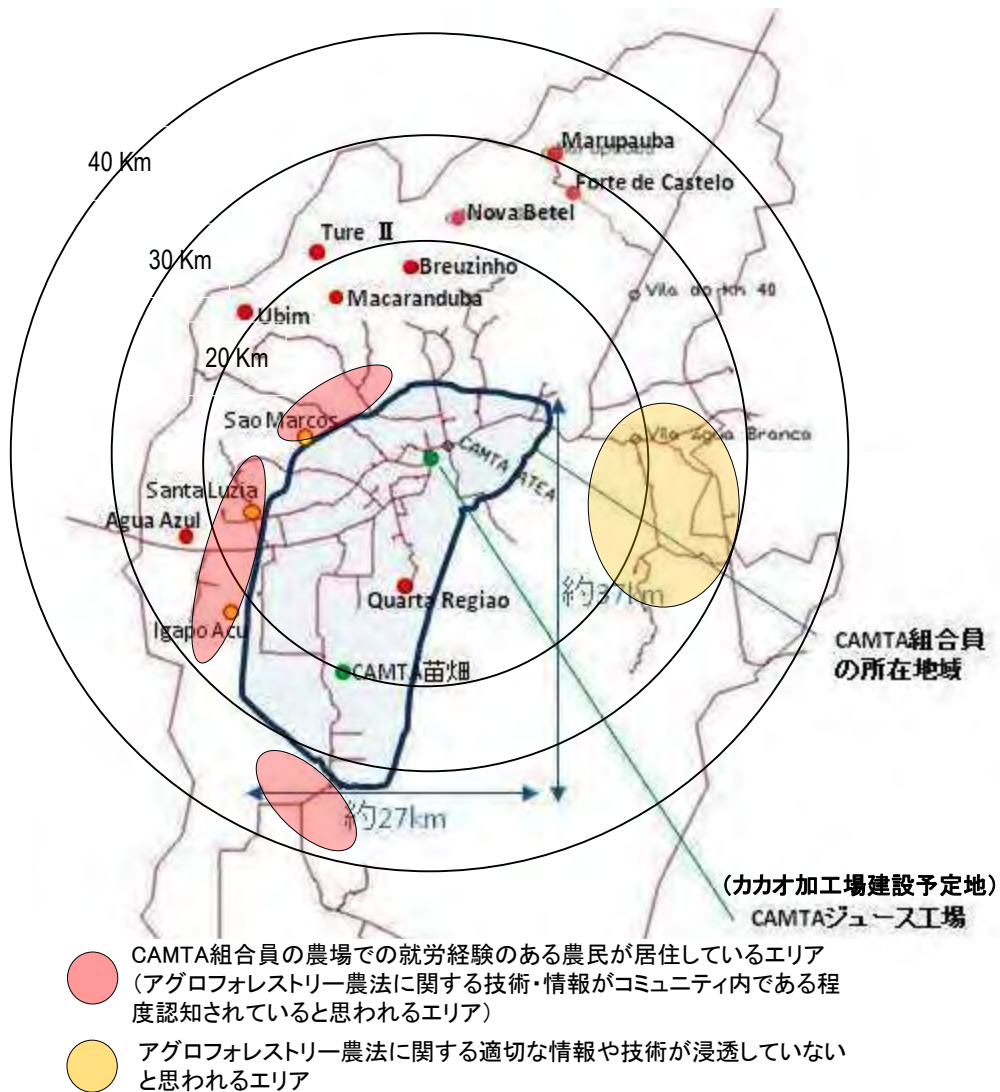 Marupauba
40 Km
Forte de Castelo
Nova Betel
Ture Ⅱ
30 Km
Breuzinho
Vila do Km 40
Macaranduba
Ubim
20 Km
Sao Marcos
Vila Agua Branca
CAMTA
Santa Luzia
Agua Azul
約37km
Quarta Regiao
Igapo Acu
CAMTA組合員
の所在地域
CAMTA苗畑
約27km
(カカオ加工場建設予定地)
CAMTAジュース工場
CAMTA組合員の農場での就労経験のある農民が居住しているエリア
(アグロフォレストリー農法に関する技術・情報がコミュニティ内である程
度認知されていると思われるエリア)
アグロフォレストリー農法に関する適切な情報や技術が浸透していない
と思われるエリア